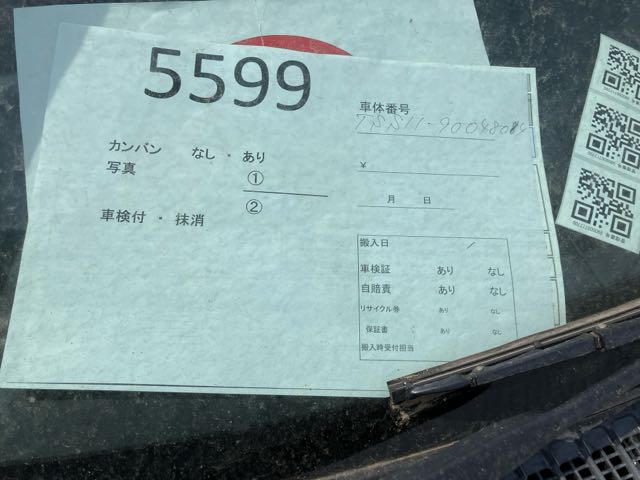 5599
車体番号
カンバン なし ・ あり
写真 ①
②
車検付 ・ 抹消
¥
月 日
搬入日 /
車検証 あり なし
自賠責 あり なし
リサイクル券 あり なし
保証書 あり なし
搬入時受付担当